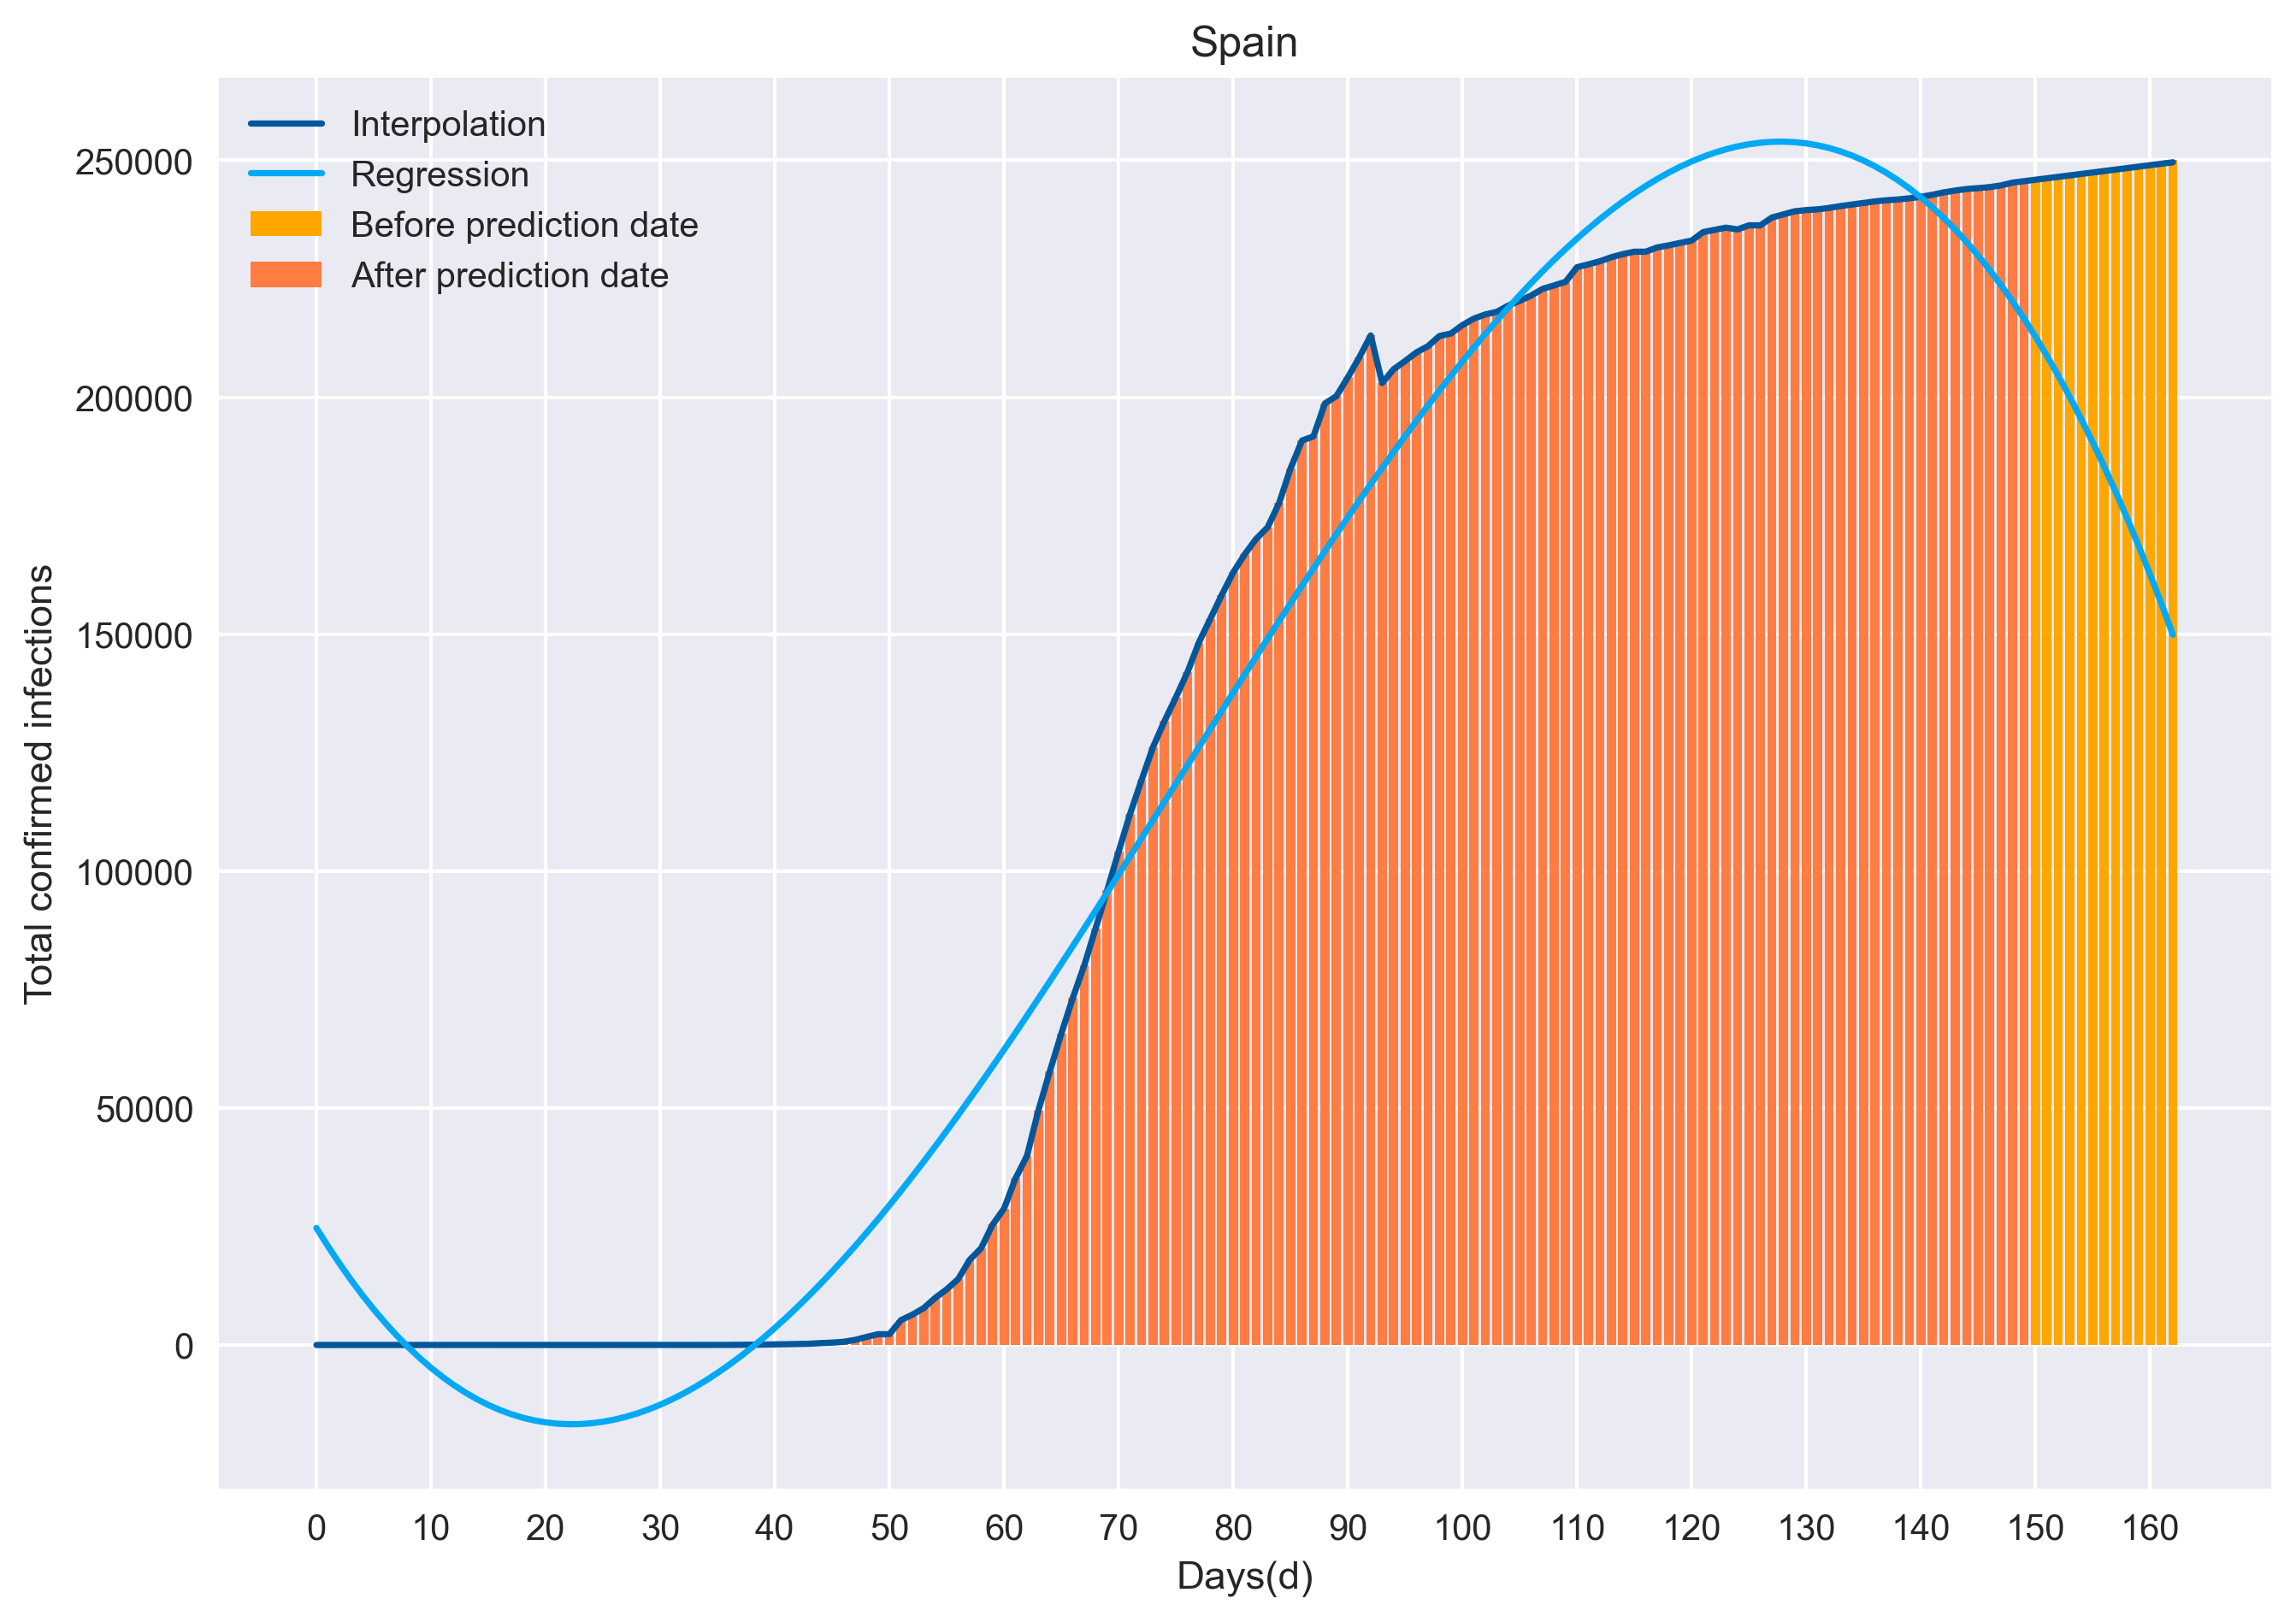 Spain
Interpolation
Regression
Before prediction date
After prediction date
250000
200000
150000
100000
50000
0
Total confirmed infections
0 10 20 30 40 50 60 70 80 90 100 110 120 130 140 150 160
Days(d)